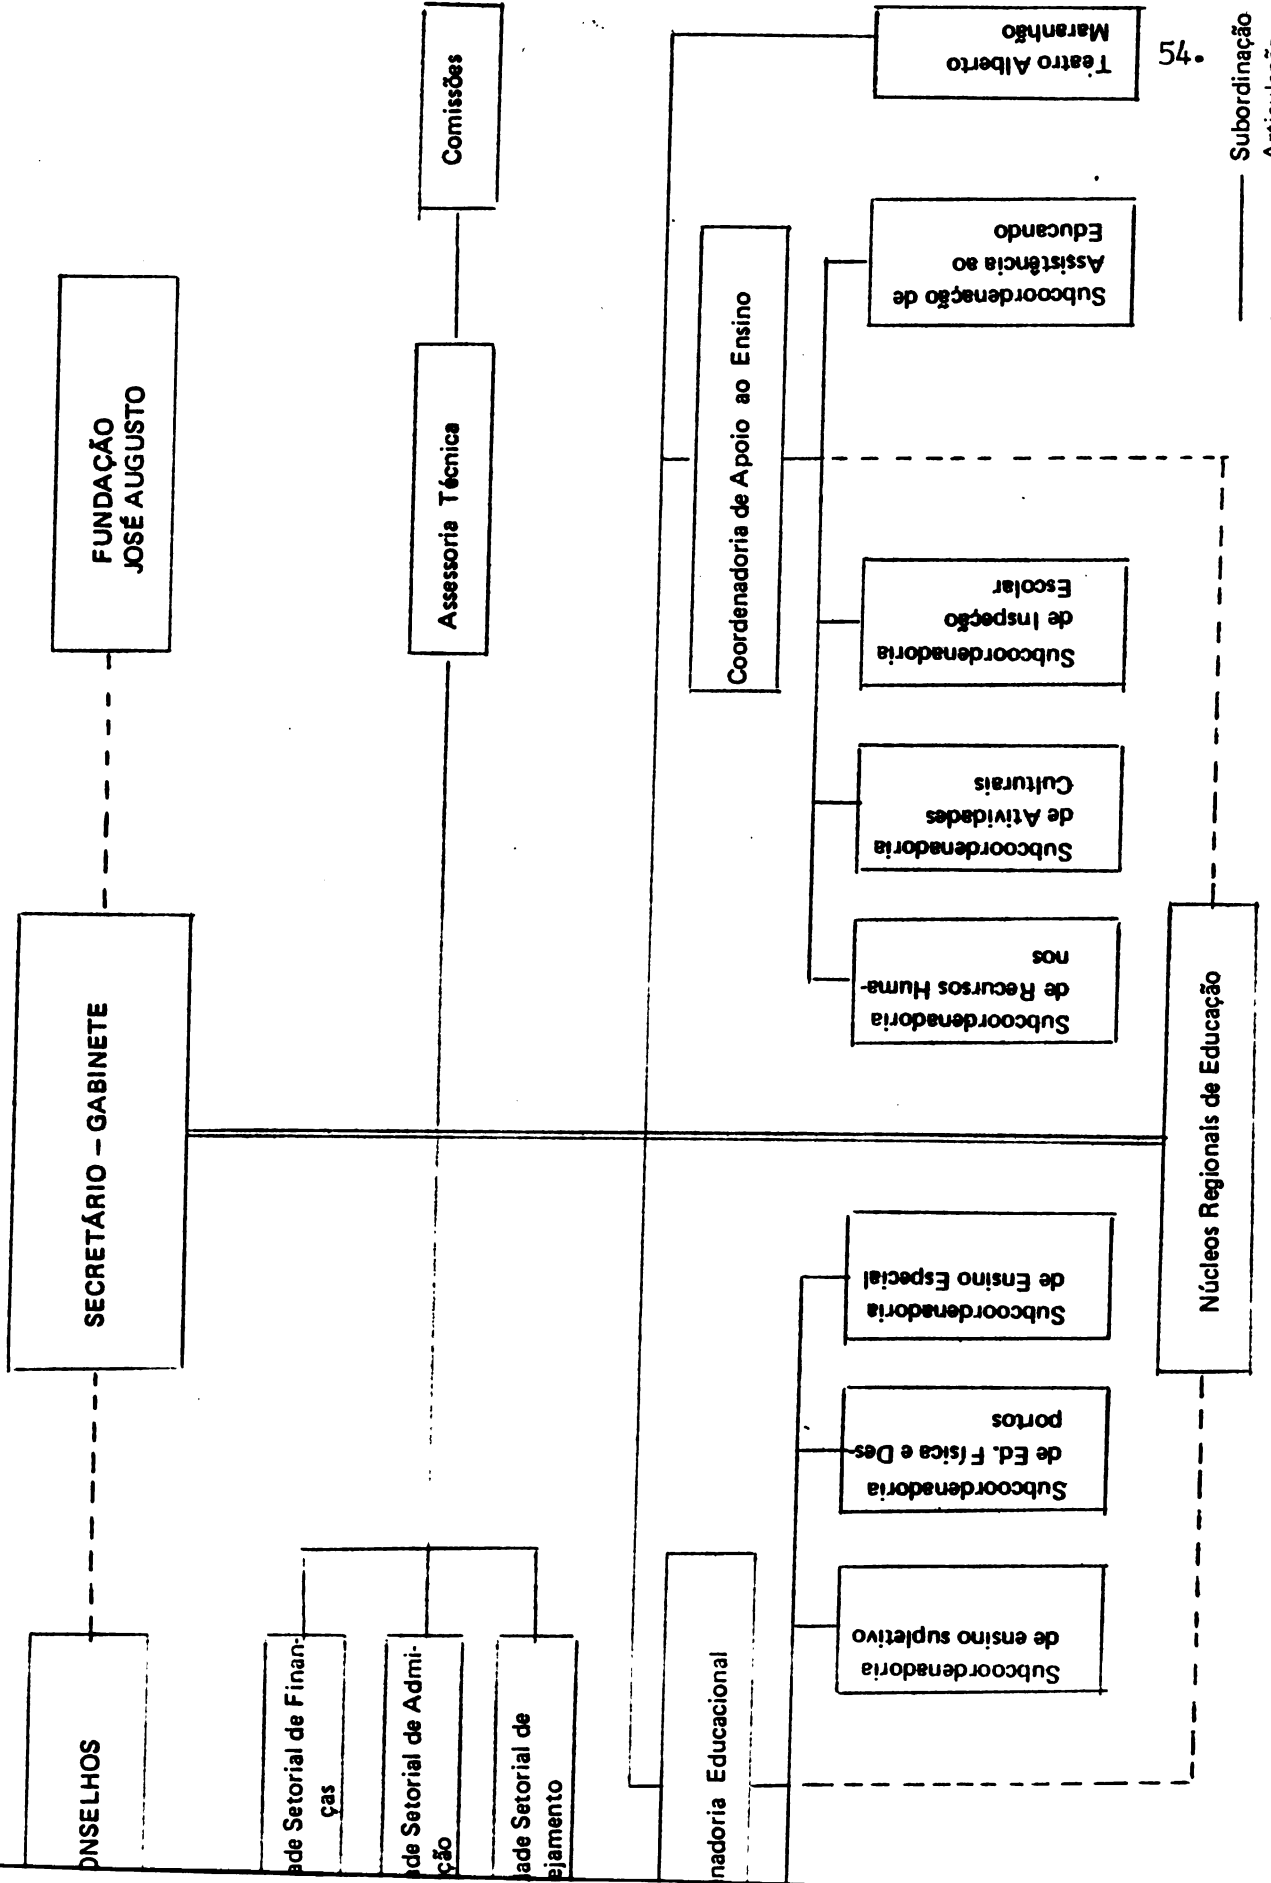 ONSELHOS
SECRETÁRIO – GABINETE
FUNDAÇÃO
JOSÉ AUGUSTO
ade Setorial de Finan-
ças
de Setorial de Admi-
ção
ade Setorial de
ejamento
Assessoria Técnica
Comissões
nadoria Educacional
Coordenadoria de Apoio ao Ensino
Subcoordenadoria
de ensino supletivo
Subcoordenadoria
de Ed. Física e Des-
portos
Subcoordenadoria
de Ensino Especial
Subcoordenadoria
de Recursos Huma-
nos
Subcoordenadoria
de Atividades
Culturais
Subcoordenadoria
de Inspeção
Escolar
Subcoordenação de
Assistência ao
Educando
Teatro Alberto
Maranhão
Núcleos Regionais de Educação
54.
Subordinação